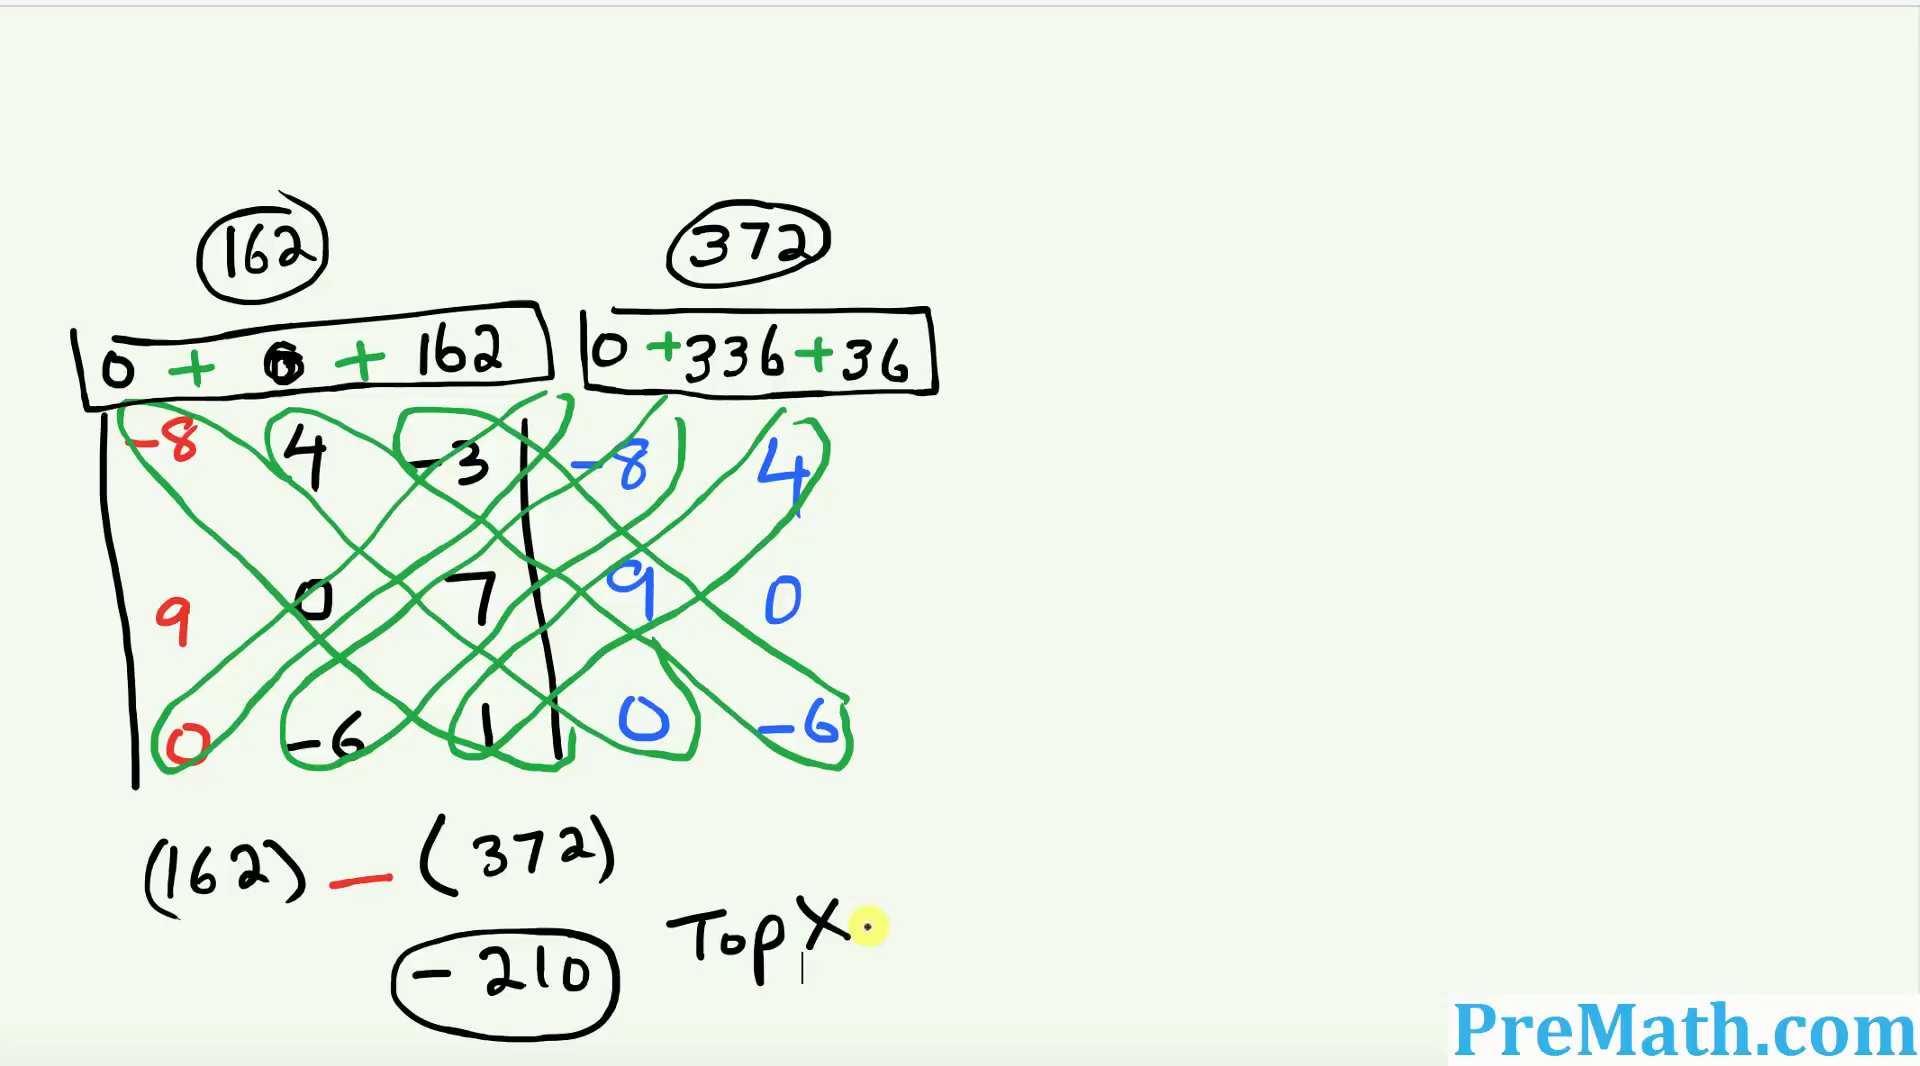 162 372
0 + 0 + 162 0 + 336 + 36
-8 4 -3 -8 4
9 0 7 9 0
0 -6 1 0 -6
(162) — (372)
Top X
- 210
PreMath.com